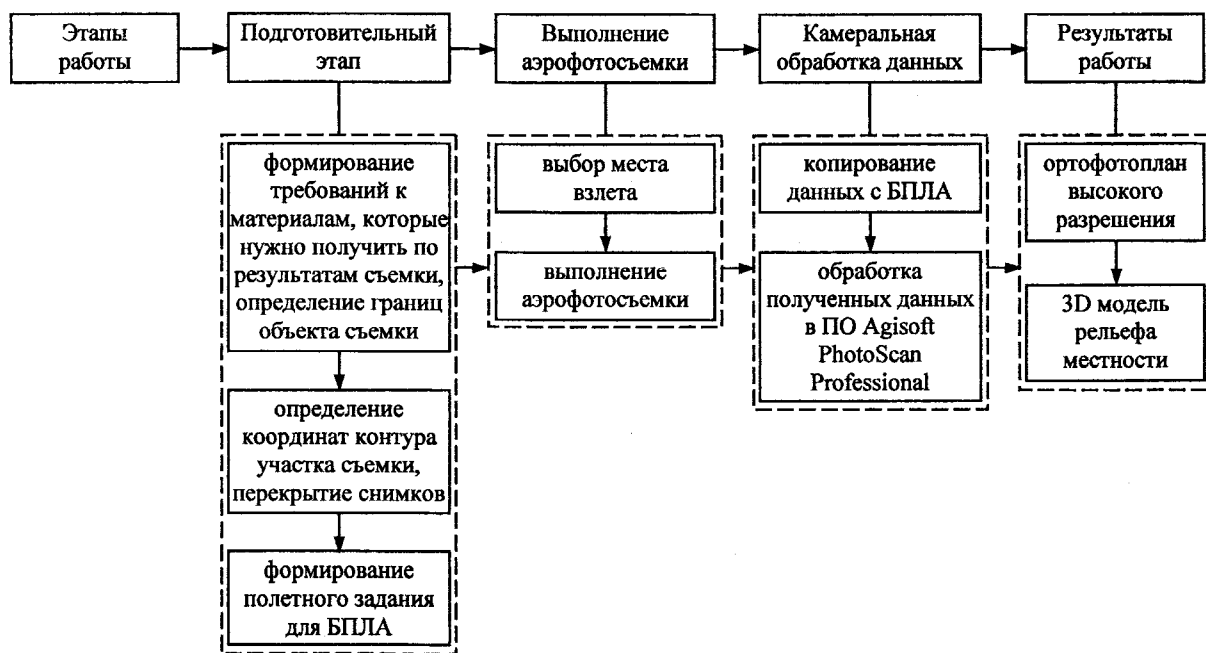 Этапы
работы
Подготовительный
этап
Выполнение
аэрофотосъемки
Камеральная
обработка данных
Результаты
работы
формирование
требований к
материалам, которые
нужно получить по
результатам съемки,
определение границ
объекта съемки
определение
координат контура
участка съемки,
перекрытие снимков
формирование
полетного задания
для БПЛА
выбор места
взлета
выполнение
аэрофотосъемки
копирование
данных с БПЛА
обработка
полученных данных
в ПО Agisoft
PhotoScan
Professional
ортофотоплан
высокого
разрешения
3D модель
рельефа
местности